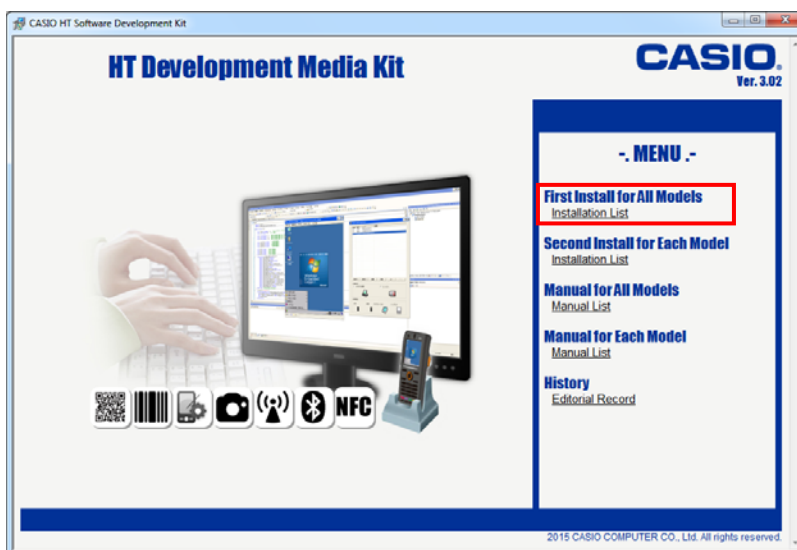 CASIO HT Software Development Kit
HT Development Media Kit
CASIO.
Ver. 3.02
-. MENU .-
First Install for All Models
Installation List
Second Install for Each Model
Installation List
Manual for All Models
Manual List
Manual for Each Model
Manual List
History
Editorial Record
NFC
2015 CASIO COMPUTER CO., Ltd. All rights reserved.